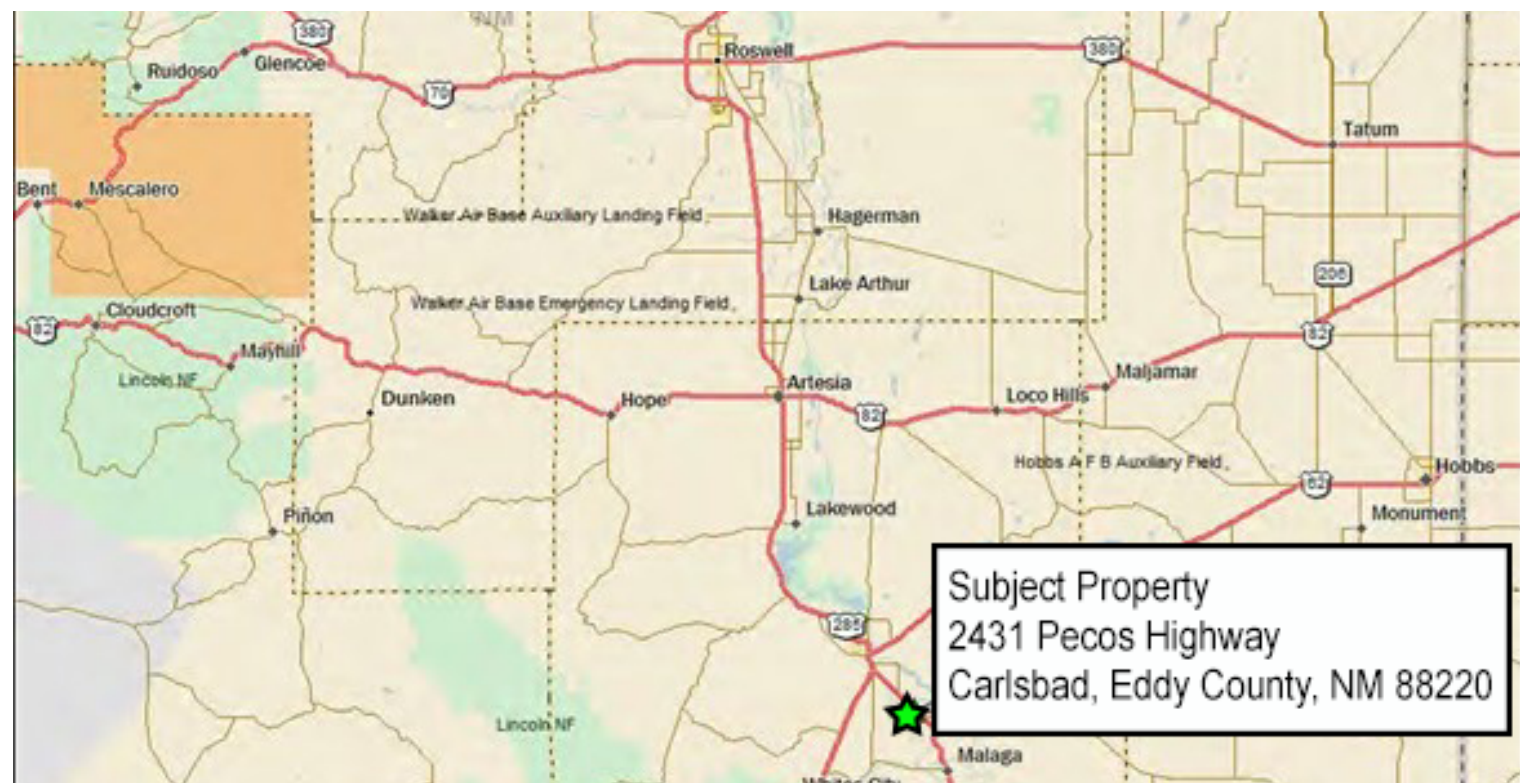 NM
380
Roswell
380
Ruidoso
Glencoe
70
Tatum
Bent
Mescalero
Walker Air Base Auxiliary Landing Field
Hagerman
206
Lake Arthur
Walker Air Base Emergency Landing Field
Cloudcroft
82
82
Mayhill
Lincoln NF
Maljamar
Dunken
Artesia
Hope
Loco Hills
82
Hobbs A F B Auxiliary Field
Hobbs
62
Lakewood
Monument
Piñon
Subject Property
2431 Pecos Highway
Carlsbad, Eddy County, NM 88220
285
Lincoln NF
Malaga
Whites City